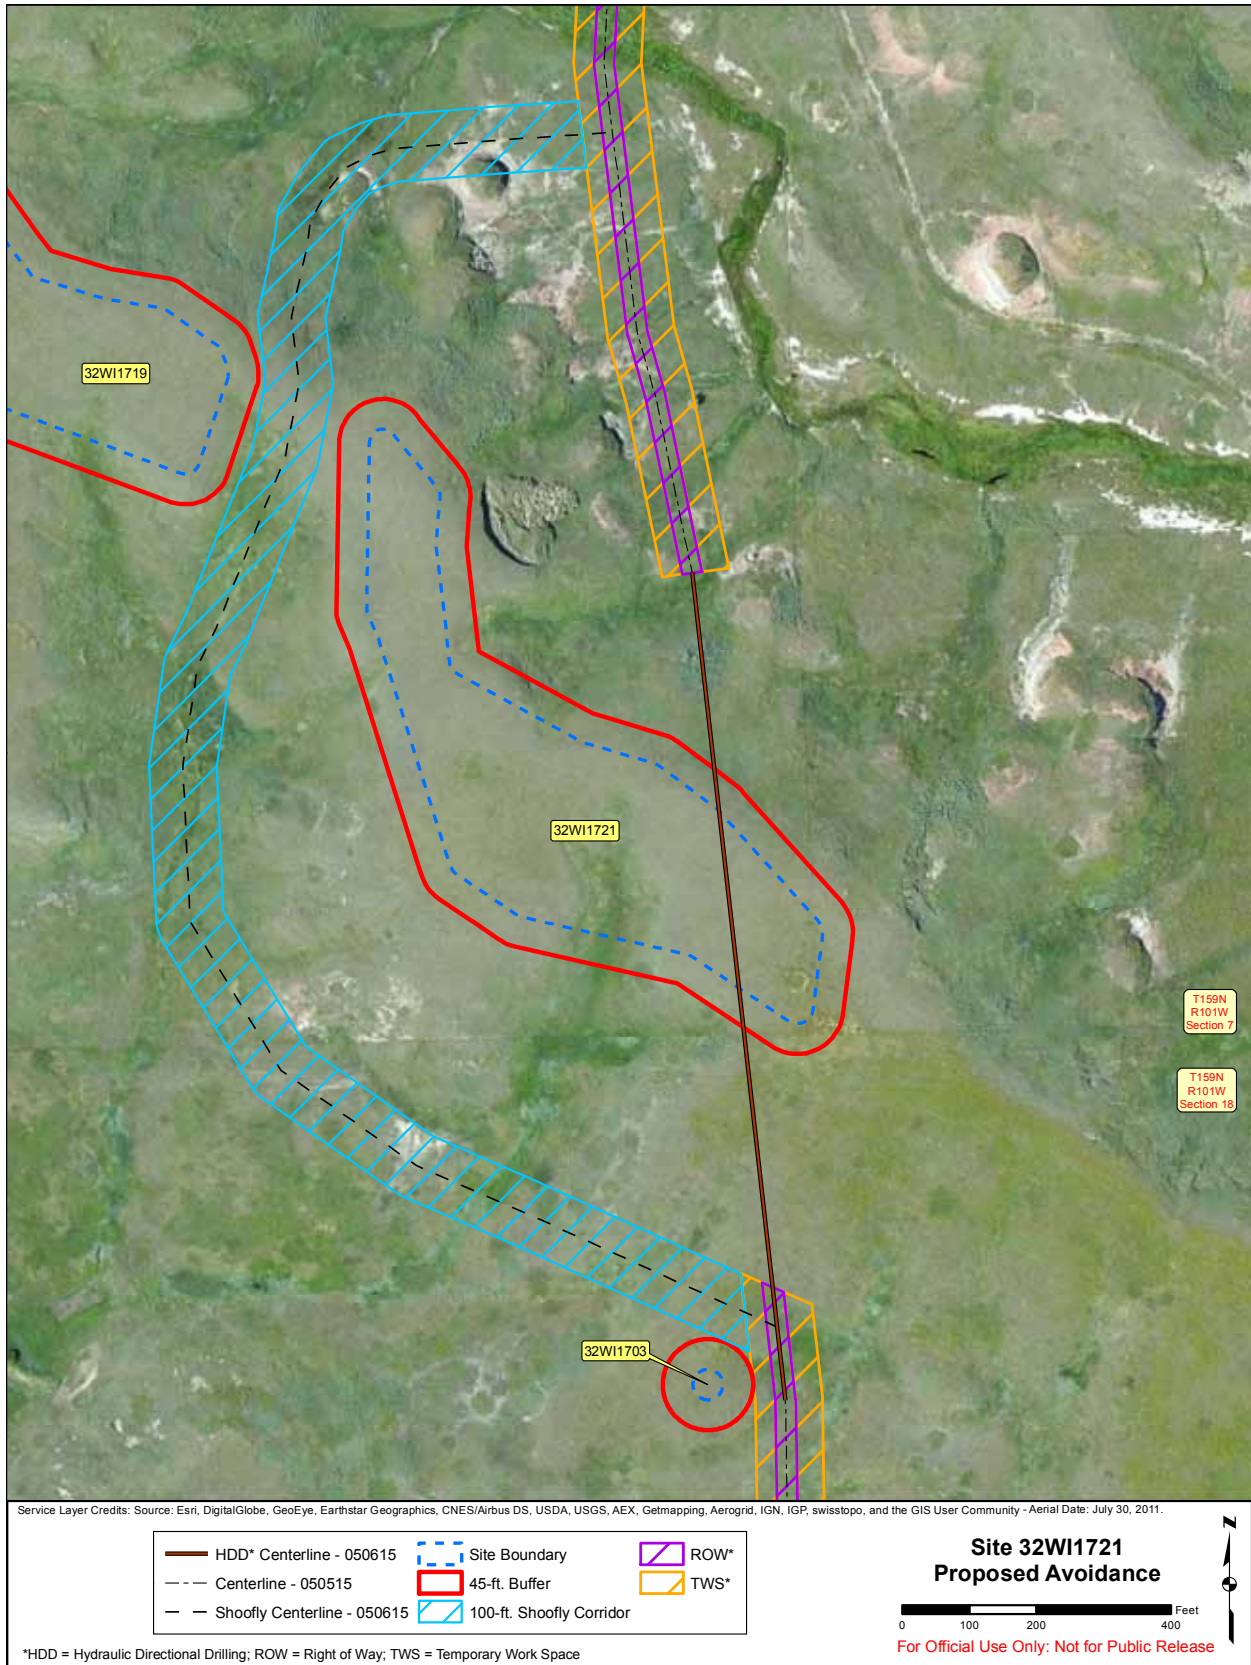 32WI1719
32WI1721
T159N
R101W
Section 7
T159N
R101W
Section 18
32WI1703
Service Layer Credits: Source: Esri, DigitalGlobe, GeoEye, Earthstar Geographics, CNES/Airbus DS, USDA, USGS, AEX, Getmapping, Aerogrid, IGN, IGP, swisstopo, and the GIS User Community - Aerial Date: July 30, 2011.
HDD* Centerline - 050615
Centerline - 050515
Shoofly Centerline - 050615
Site Boundary
45-ft. Buffer
100-ft. Shoofly Corridor
ROW*
TWS*
*HDD = Hydraulic Directional Drilling; ROW = Right of Way; TWS = Temporary Work Space
Site 32WI1721
Proposed Avoidance
Feet
0 100 200 400
For Official Use Only: Not for Public Release
N